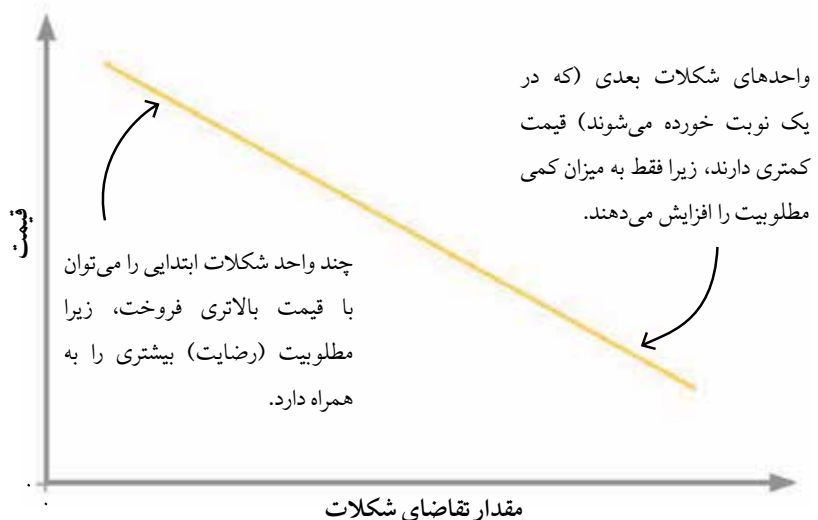 واحدهای شکلات بعدی (که در
یک نوبت خورده می‌شوند) قیمت
کمتری دارند، زیرا فقط به میزان کمی
مطلوبیت را افزایش می‌دهند.
قیمت
چند واحد شکلات ابتدایی را می‌توان
با قیمت بالاتری فروخت، زیرا
مطلوبیت (رضایت) بیشتری را به
همراه دارد.
۰
۰
مقدار تقاضای شکلات